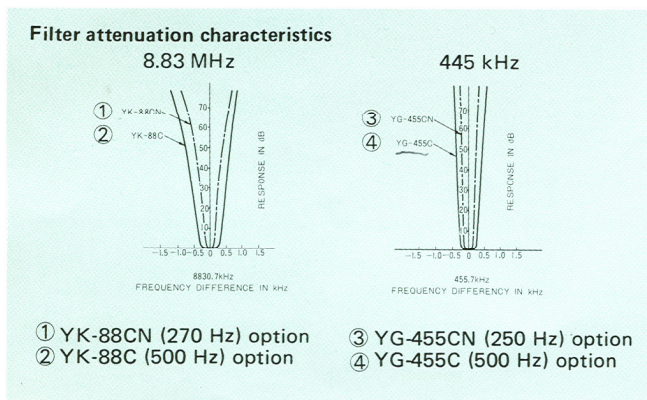 Filter attenuation characteristics
8.83 MHz
445 kHz
① YK-88CN
② YK-88C
70
60
50
40
30
20
10
RESPONSE IN dB
-1.5 -1.0 -0.5 0 0.5 1.0 1.5
8830.7kHz
FREQUENCY DIFFERENCE IN kHz
③ YG-455CN
④ YG-455C
70
60
50
40
30
20
10
RESPONSE IN dB
-1.5 -1.0 -0.5 0 0.5 1.0 1.5
455.7kHz
FREQUENCY DIFFERENCY IN kHz
① YK-88CN (270 Hz) option
② YK-88C (500 Hz) option
③ YG-455CN (250 Hz) option
④ YG-455C (500 Hz) option